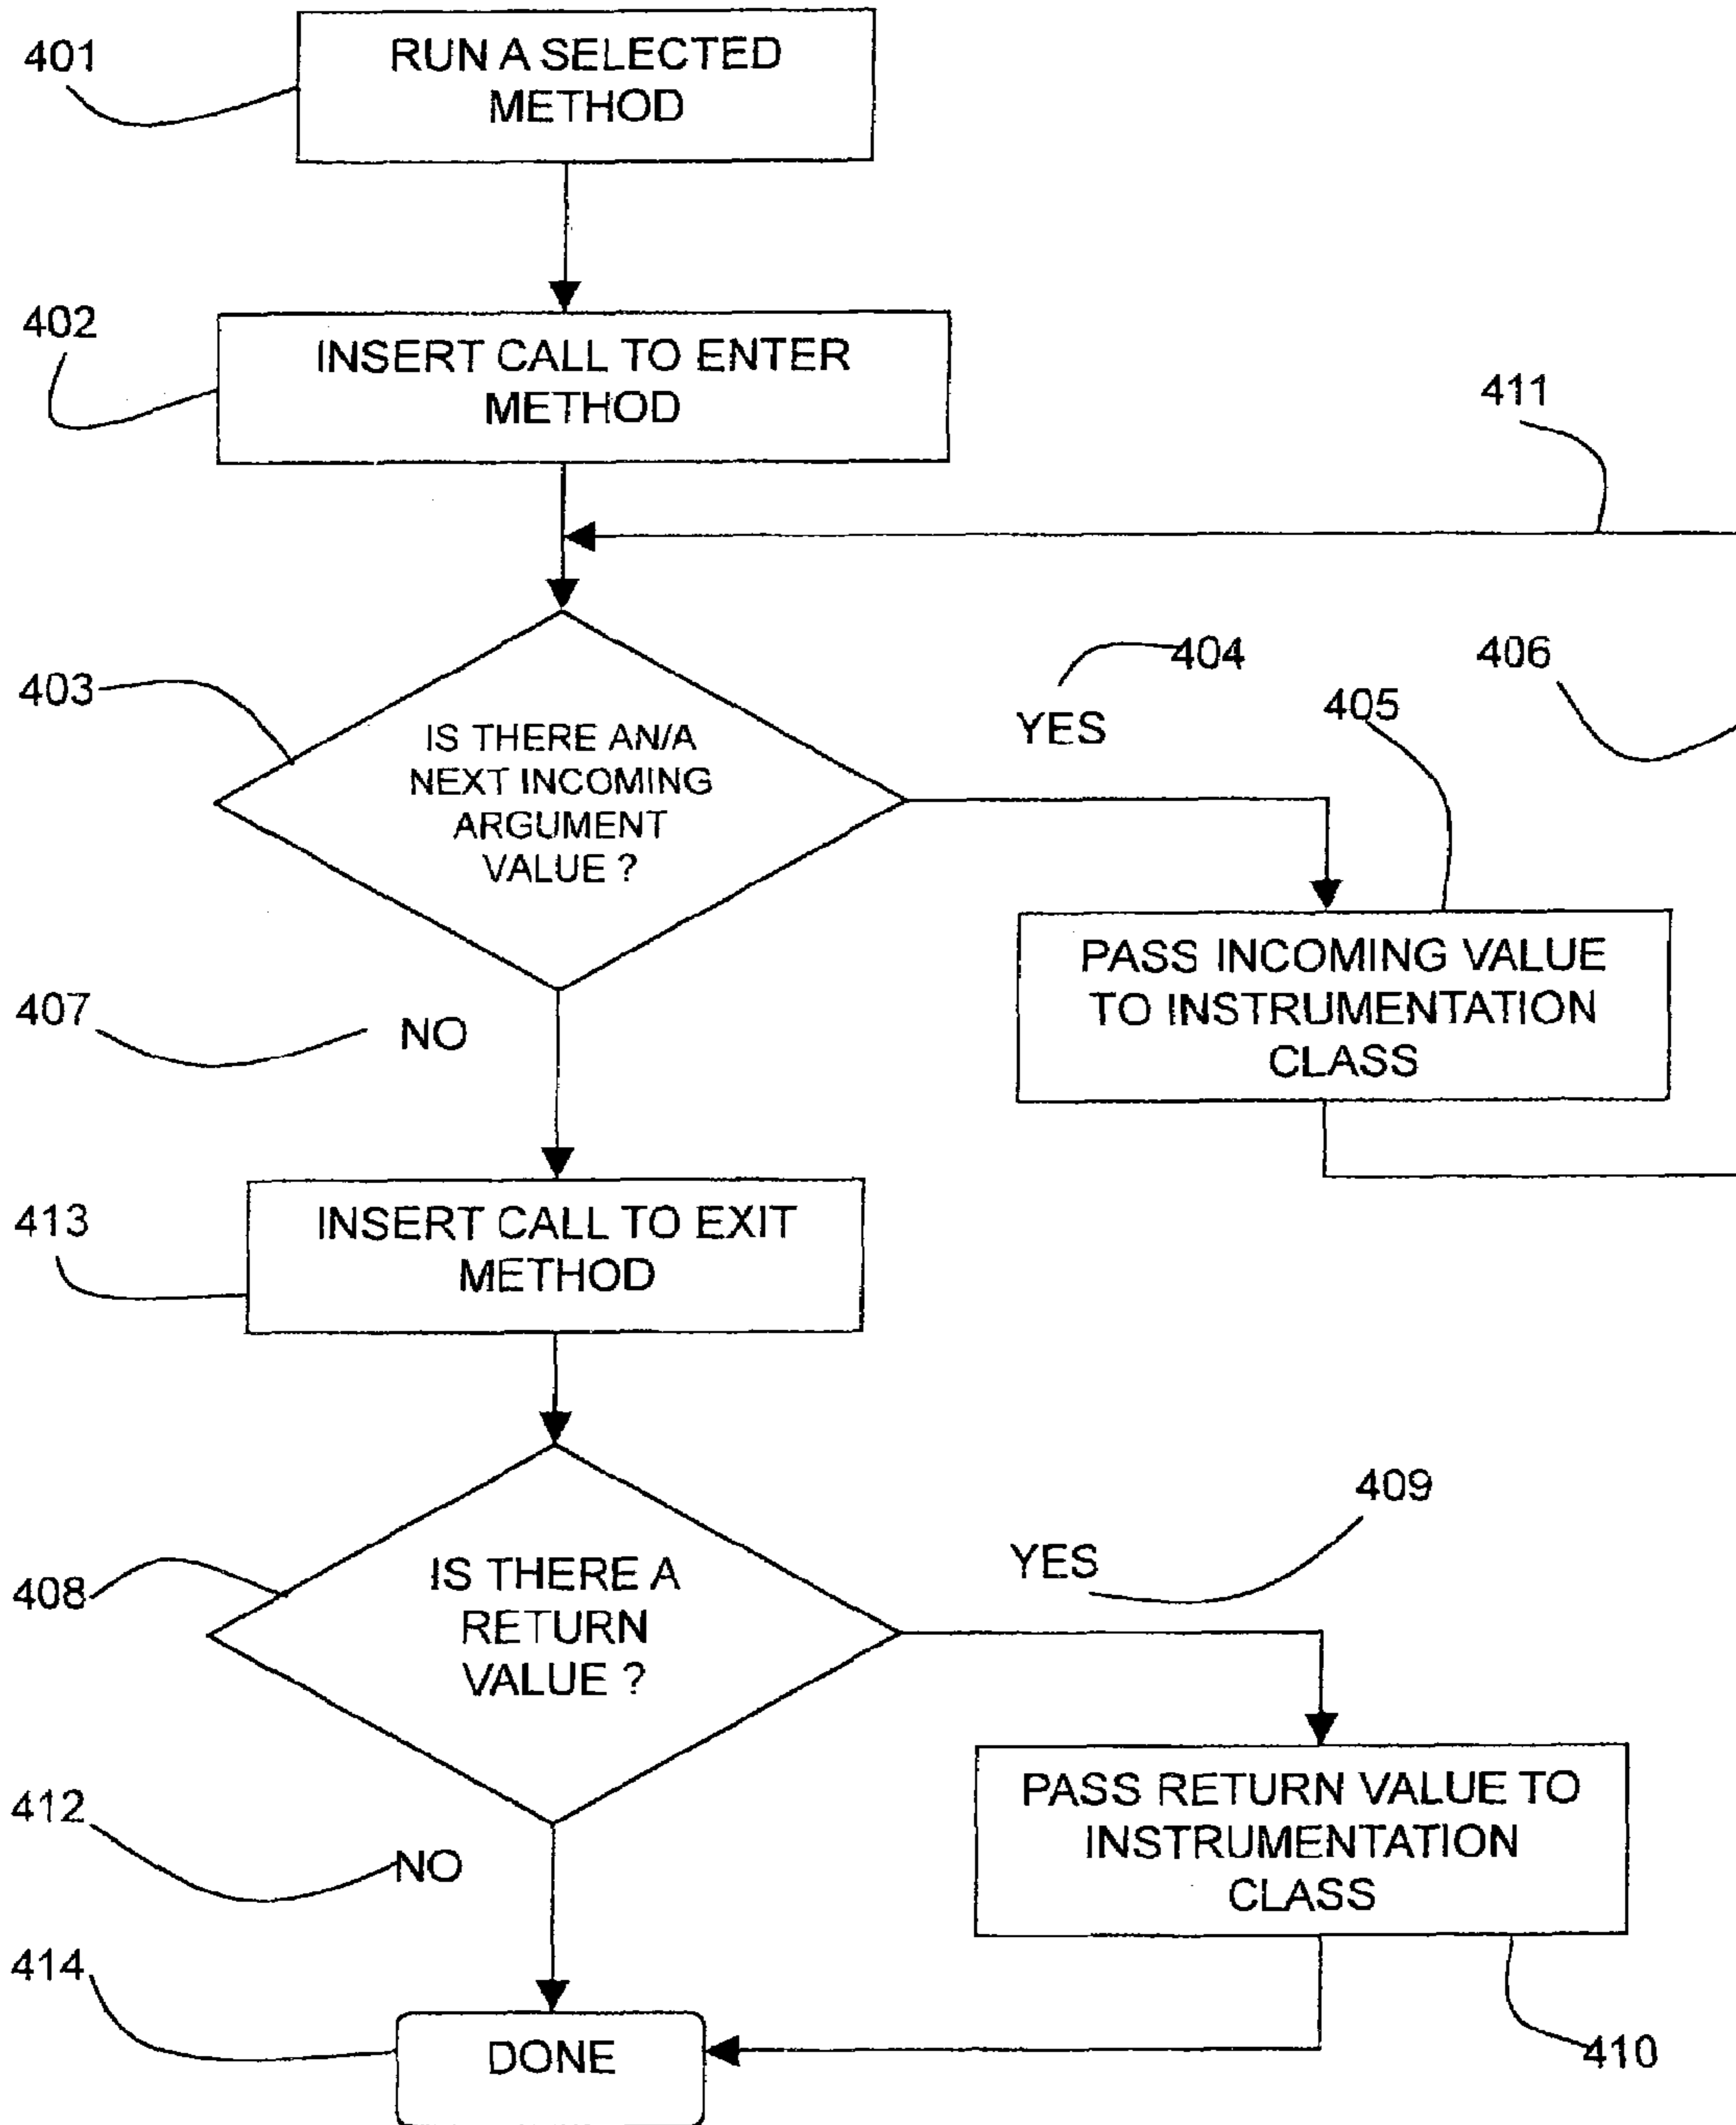 401
RUN A SELECTED
METHOD
402
INSERT CALL TO ENTER
METHOD
411
403
IS THERE AN/A
NEXT INCOMING
ARGUMENT
VALUE ?
404
YES
405
406
PASS INCOMING VALUE
TO INSTRUMENTATION
CLASS
407
NO
413
INSERT CALL TO EXIT
METHOD
408
IS THERE A
RETURN
VALUE ?
409
YES
PASS RETURN VALUE TO
INSTRUMENTATION
CLASS
410
412
NO
414
DONE